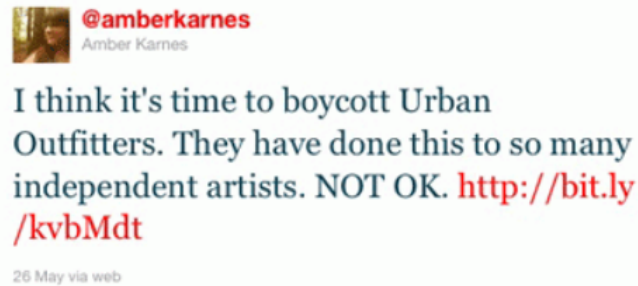 @amberkarnes
Amber Karnes
I think it's time to boycott Urban
Outfitters. They have done this to so many
independent artists. NOT OK. http://bit.ly
/kvbMdt
26 May via web